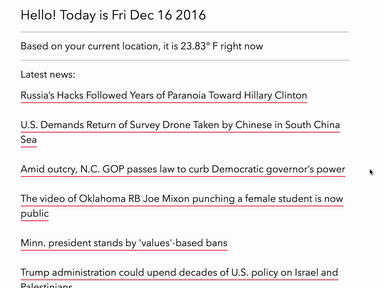 Hello! Today is Fri Dec 16 2016
Based on your current location, it is 23.83° F right now
Latest news:
Russia’s Hacks Followed Years of Paranoia Toward Hillary Clinton
U.S. Demands Return of Survey Drone Taken by Chinese in South China
Sea
Amid outcry, N.C. GOP passes law to curb Democratic governor’s power
The video of Oklahoma RB Joe Mixon punching a female student is now
public
Minn. president stands by 'values'-based bans
Trump administration could upend decades of U.S. policy on Israel and
Palestinians